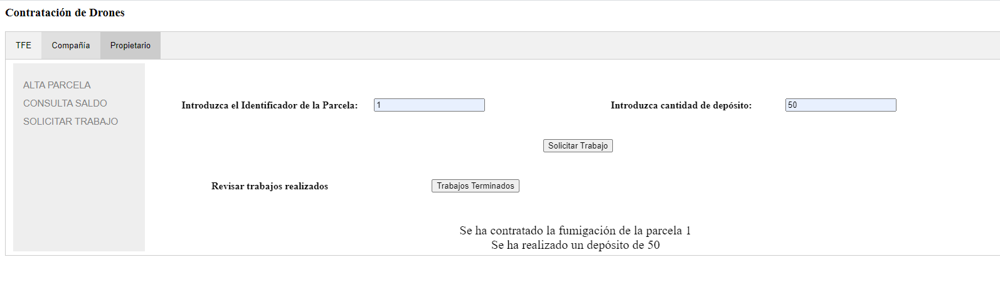 Contratación de Drones
TFE Compañía Propietario
ALTA PARCELA
CONSULTA SALDO
SOLICITAR TRABAJO
Introduzca el Identificador de la Parcela: 1 Introduzca cantidad de depósito: 50
Solicitar Trabajo
Revisar trabajos realizados Trabajos Terminados
Se ha contratado la fumigación de la parcela 1
Se ha realizado un depósito de 50